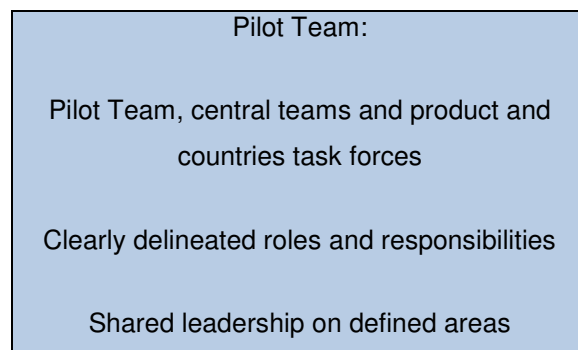 Pilot Team:
Pilot Team, central teams and product and
countries task forces
Clearly delineated roles and responsibilities
Shared leadership on defined areas